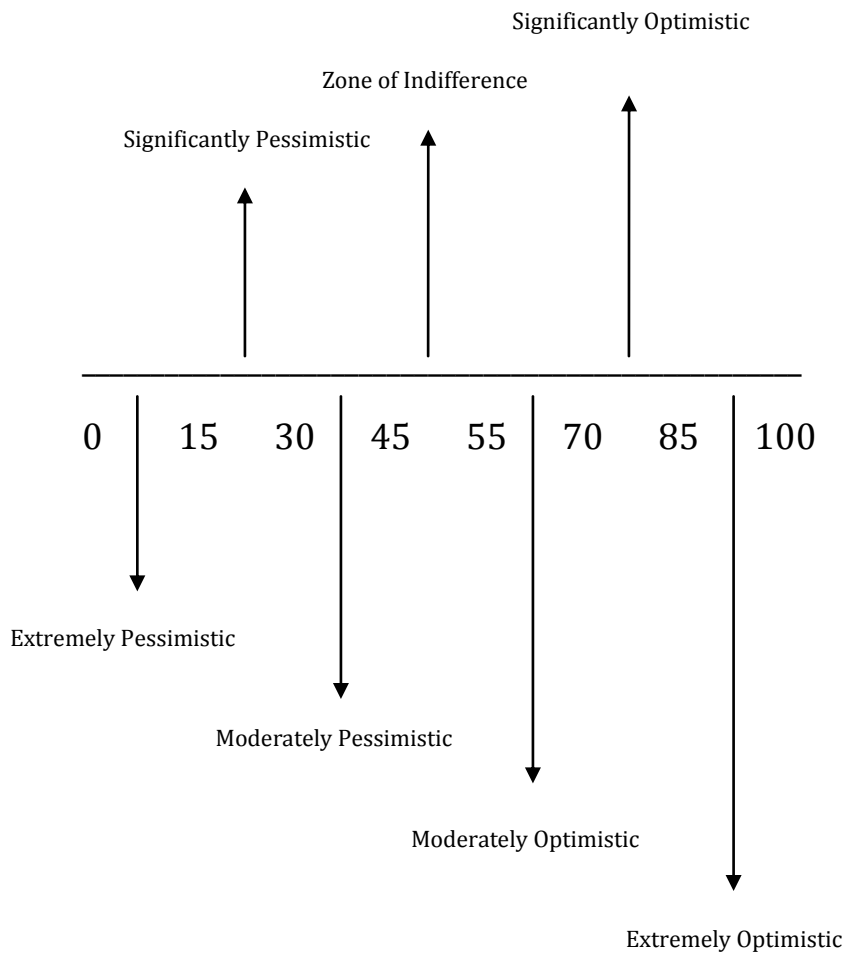 Significantly Optimistic
Zone of Indifference
Significantly Pessimistic
0 15 30 45 55 70 85 100
Extremely Pessimistic
Moderately Pessimistic
Moderately Optimistic
Extremely Optimistic